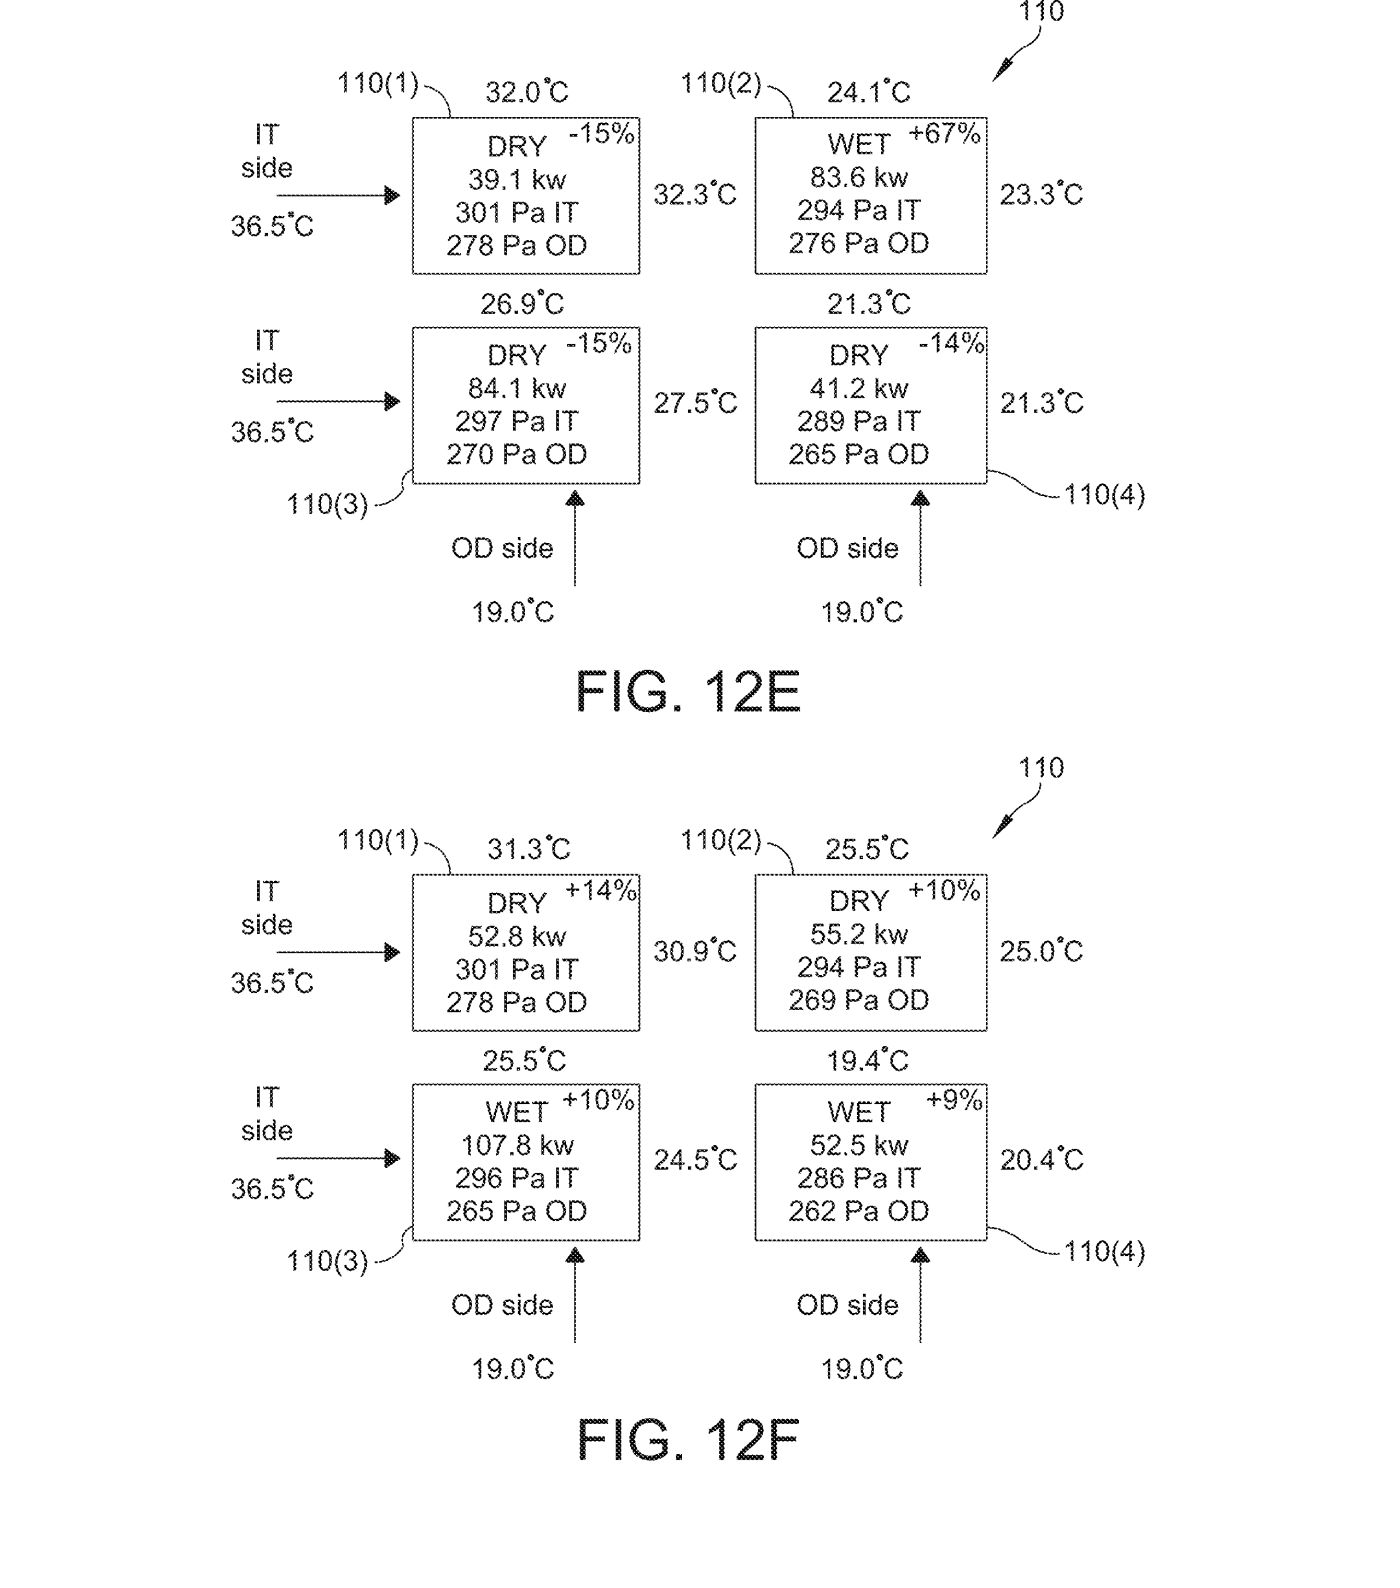 110
110(1)
32.0°C
110(2)
24.1°C
IT
side
36.5°C
-15%
DRY
39.1 kw
301 Pa IT
278 Pa OD
32.3°C
+67%
WET
83.6 kw
294 Pa IT
276 Pa OD
23.3°C
26.9°C
21.3°C
IT
side
36.5°C
-15%
DRY
84.1 kw
297 Pa IT
270 Pa OD
27.5°C
-14%
DRY
41.2 kw
289 Pa IT
265 Pa OD
21.3°C
110(3)
110(4)
OD side
19.0°C
OD side
19.0°C
FIG. 12E
110
110(1)
31.3°C
110(2)
25.5°C
IT
side
36.5°C
+14%
DRY
52.8 kw
301 Pa IT
278 Pa OD
30.9°C
+10%
DRY
55.2 kw
294 Pa IT
269 Pa OD
25.0°C
25.5°C
19.4°C
IT
side
36.5°C
+10%
WET
107.8 kw
296 Pa IT
265 Pa OD
24.5°C
+9%
WET
52.5 kw
286 Pa IT
262 Pa OD
20.4°C
110(3)
110(4)
OD side
19.0°C
OD side
19.0°C
FIG. 12F